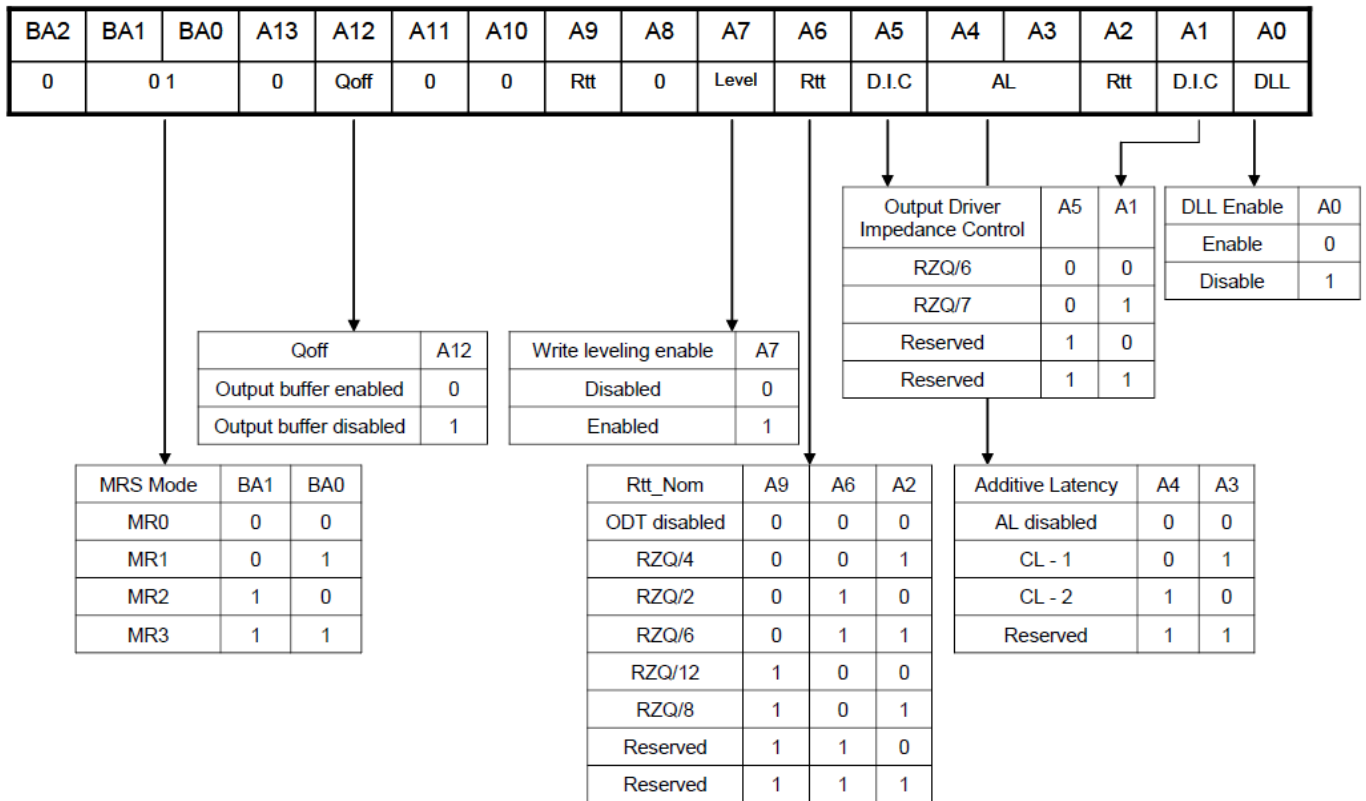 BA2 BA1 BA0 A13 A12 A11 A10 A9 A8 A7 A6 A5 A4 A3 A2 A1 A0
0 0 1 0 Qoff 0 0 Rtt 0 Level Rtt D.I.C AL Rtt D.I.C DLL
Output Driver Impedance Control A5 A1
RZQ/6 0 0
RZQ/7 0 1
Reserved 1 0
Reserved 1 1
DLL Enable A0
Enable 0
Disable 1
Qoff A12
Output buffer enabled 0
Output buffer disabled 1
Write leveling enable A7
Disabled 0
Enabled 1
MRS Mode BA1 BA0
MR0 0 0
MR1 0 1
MR2 1 0
MR3 1 1
Rtt_Nom A9 A6 A2
ODT disabled 0 0 0
RZQ/4 0 0 1
RZQ/2 0 1 0
RZQ/6 0 1 1
RZQ/12 1 0 0
RZQ/8 1 0 1
Reserved 1 1 0
Reserved 1 1 1
Additive Latency A4 A3
AL disabled 0 0
CL - 1 0 1
CL - 2 1 0
Reserved 1 1